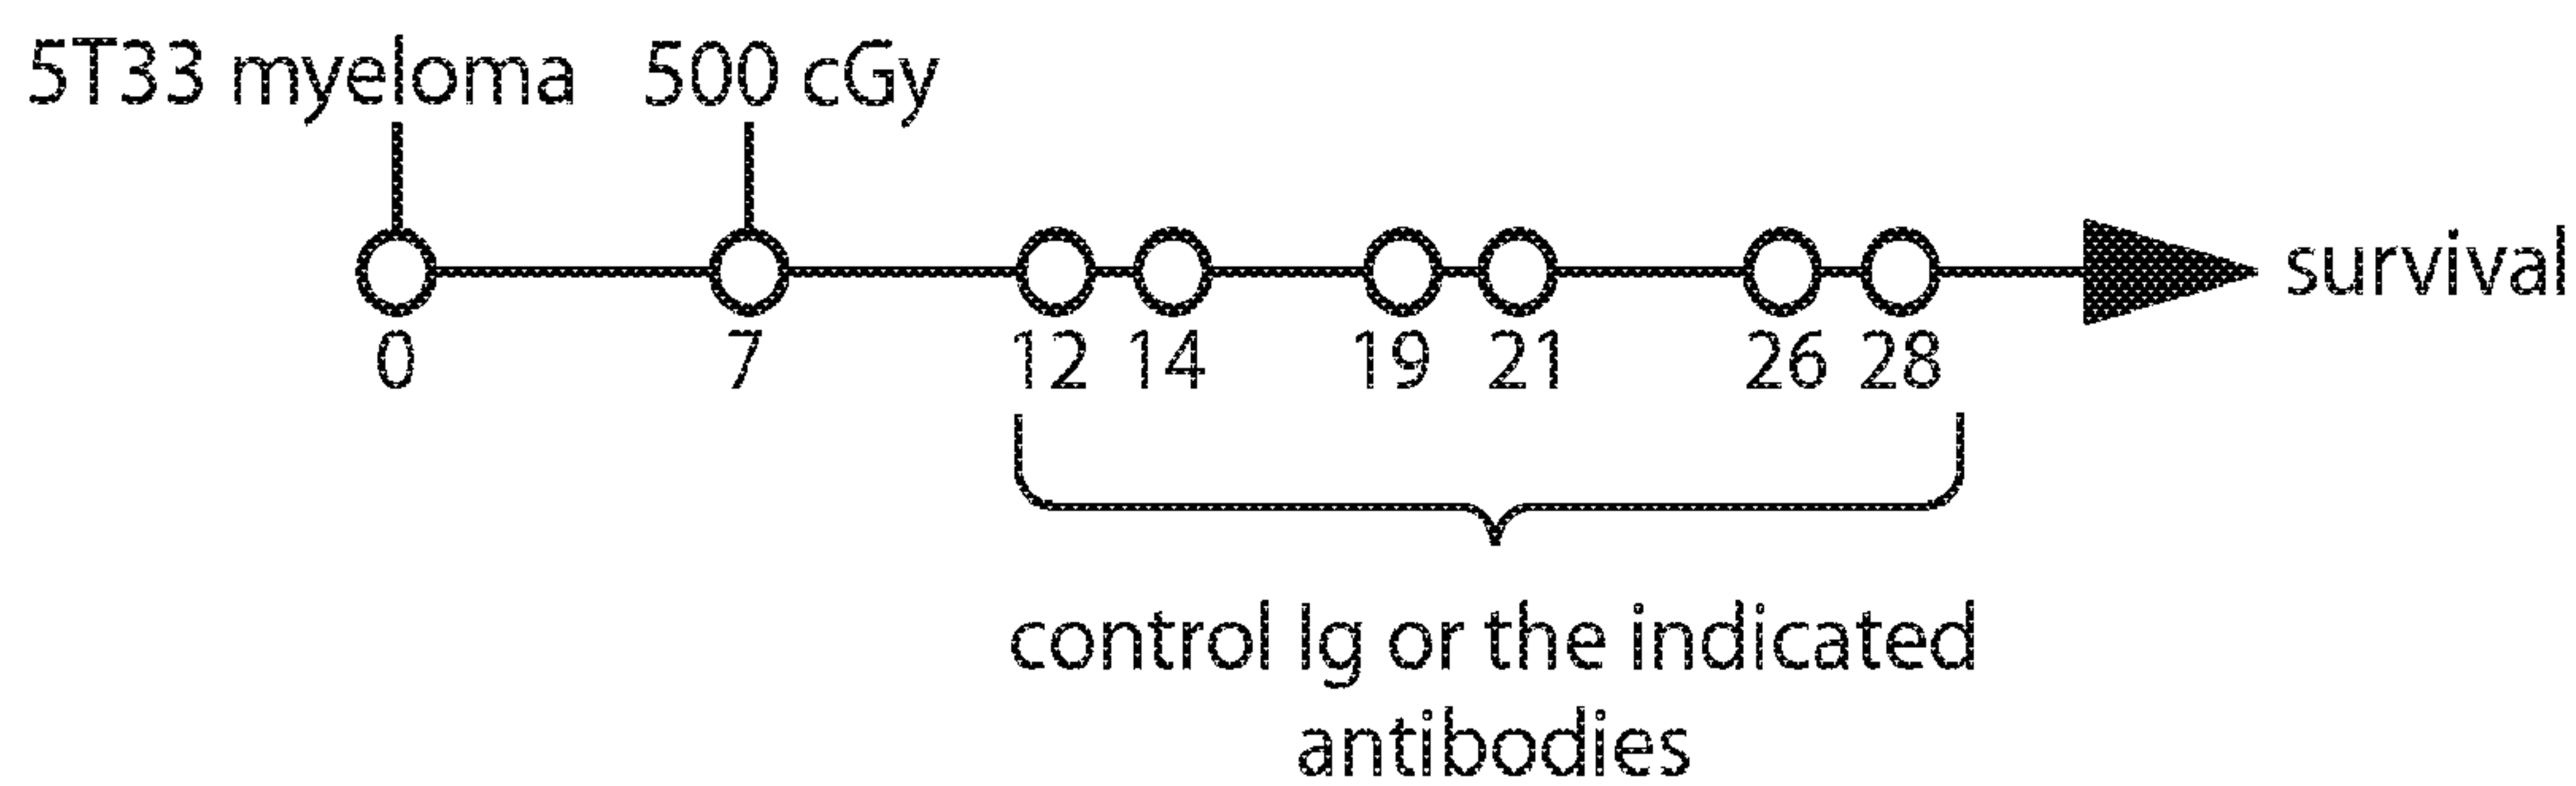 5T33 myeloma 500 cGy
survival
0 7 12 14 19 21 26 28
control Ig or the indicated
antibodies